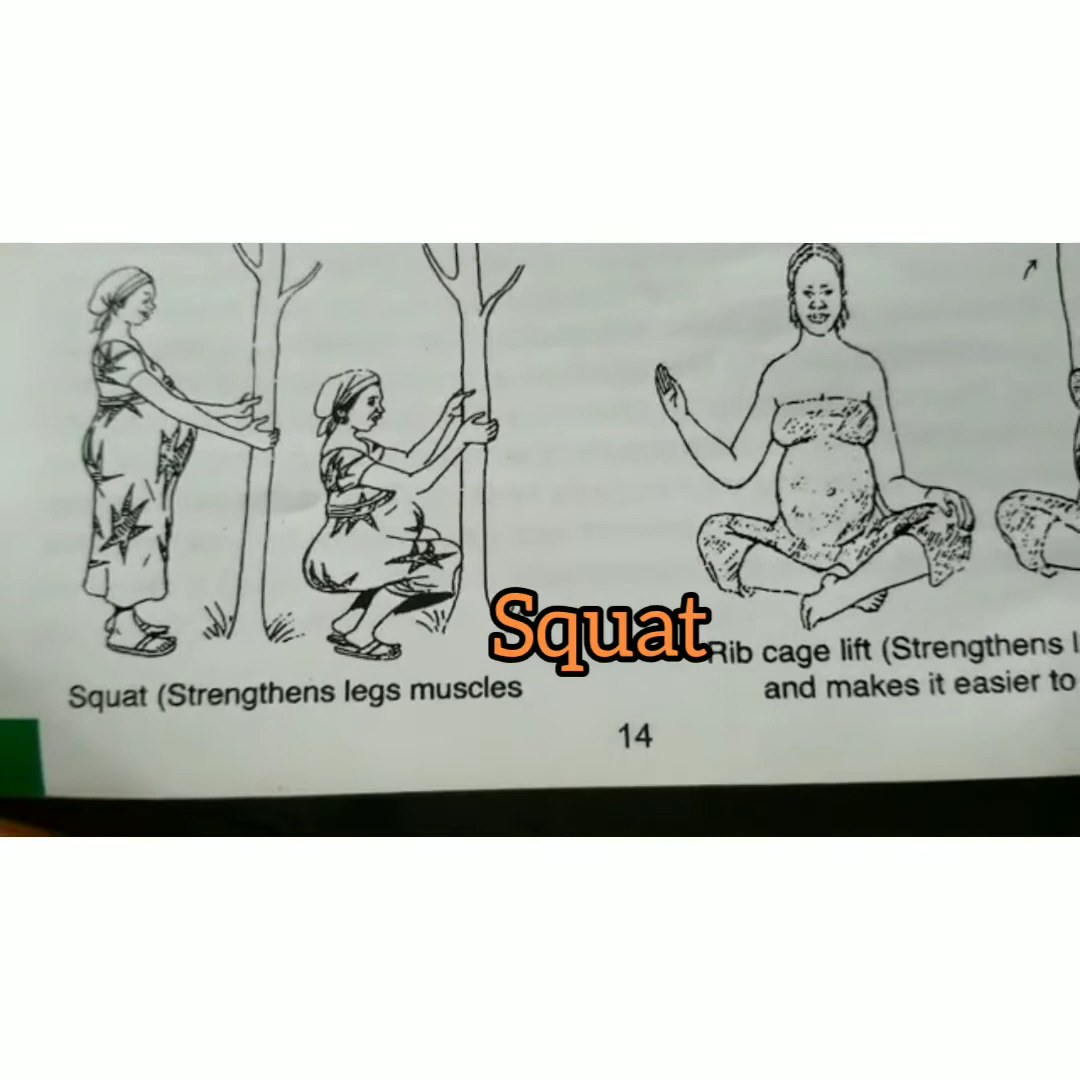 Squat
Squat (Strengthens legs muscles
Rib cage lift (Strengthens
and makes it easier to
14